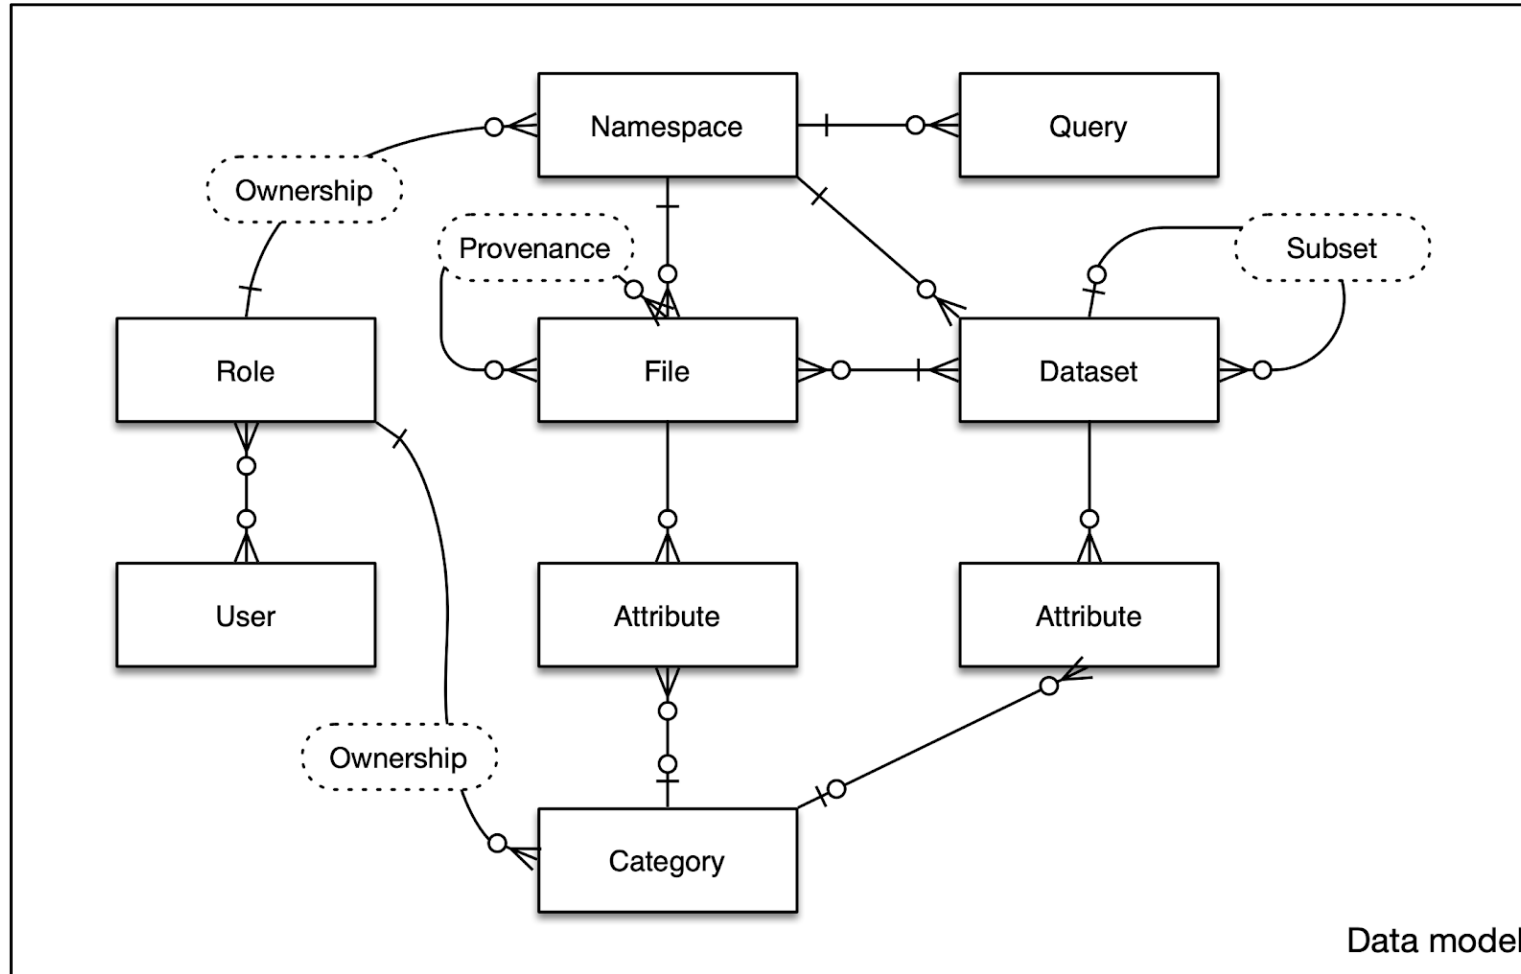 Namespace
Query
Ownership
Provenance
Subset
Role
File
Dataset
User
Attribute
Attribute
Ownership
Category
Data model